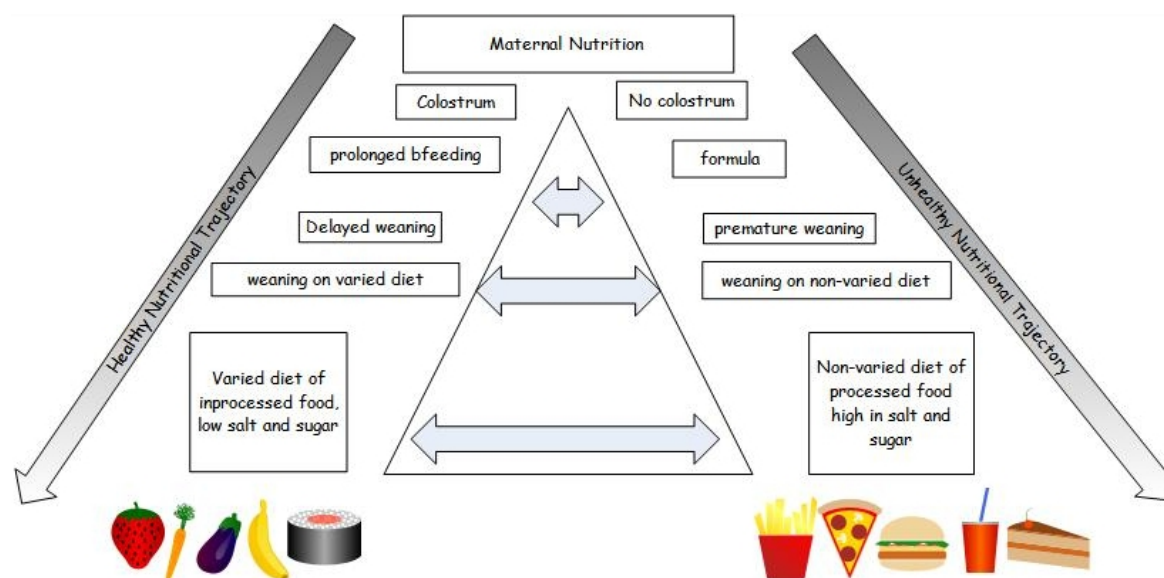 Maternal Nutrition
Colostrum
No colostrum
prolonged bfeeding
formula
Healthy Nutritional Trajectory
Unhealthy Nutritional Trajectory
Delayed weaning
premature weaning
weaning on varied diet
weaning on non-varied diet
Varied diet of
inprocessed food,
low salt and sugar
Non-varied diet of
processed food
high in salt and
sugar